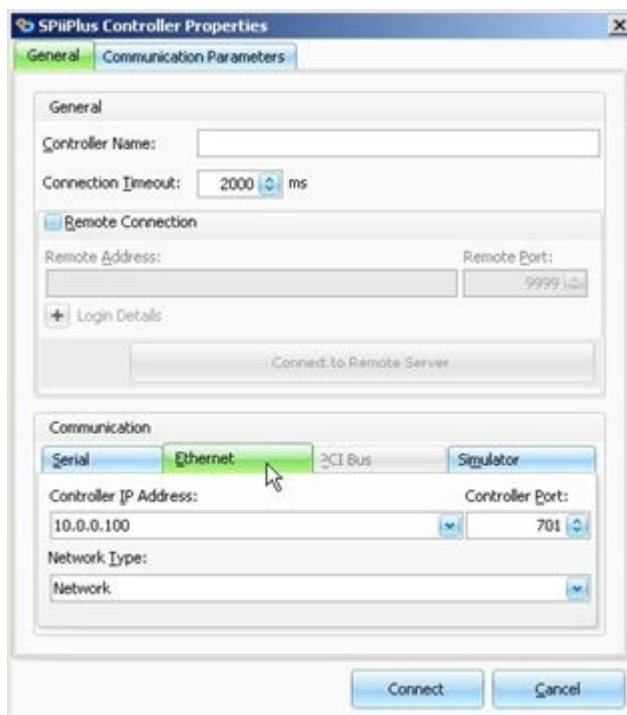 SPiiPlus Controller Properties
General Communication Parameters
General
Controller Name:
Connection Timeout: 2000 ms
Remote Connection
Remote Address: Remote Port:
9999
Login Details
Connect to Remote Server
Communication
Serial Ethernet PCI Bus Simulator
Controller IP Address: Controller Port:
10.0.0.100 701
Network Type:
Network
Connect Cancel